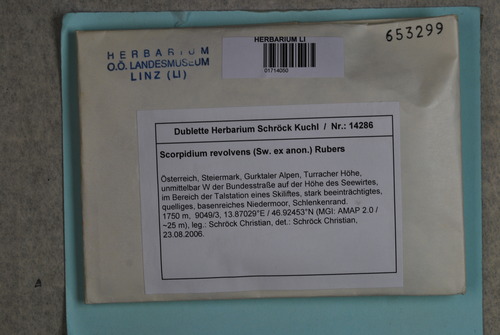 HERBARIUM
O.Ö. LANDESMUSEUM
LINZ (LI)
HERBARIUM LI
01714050
653299
Dublette Herbarium Schröck Kuchl / Nr.: 14286
Scorpidium revolvens (Sw. ex anon.) Rubers
Österreich, Steiermark, Gurktaler Alpen, Turracher Höhe,
unmittelbar W der Bundesstraße auf der Höhe des Seewirtes,
im Bereich der Talstation eines Skiliftes, stark beeinträchtigtes,
quelliges, basenreiches Niedermoor, Schlenkenrand.
1750 m, 9049/3, 13.87029°E / 46.92453°N (MGI: AMAP 2.0 /
~25 m), leg.: Schröck Christian, det.: Schröck Christian,
23.08.2006.